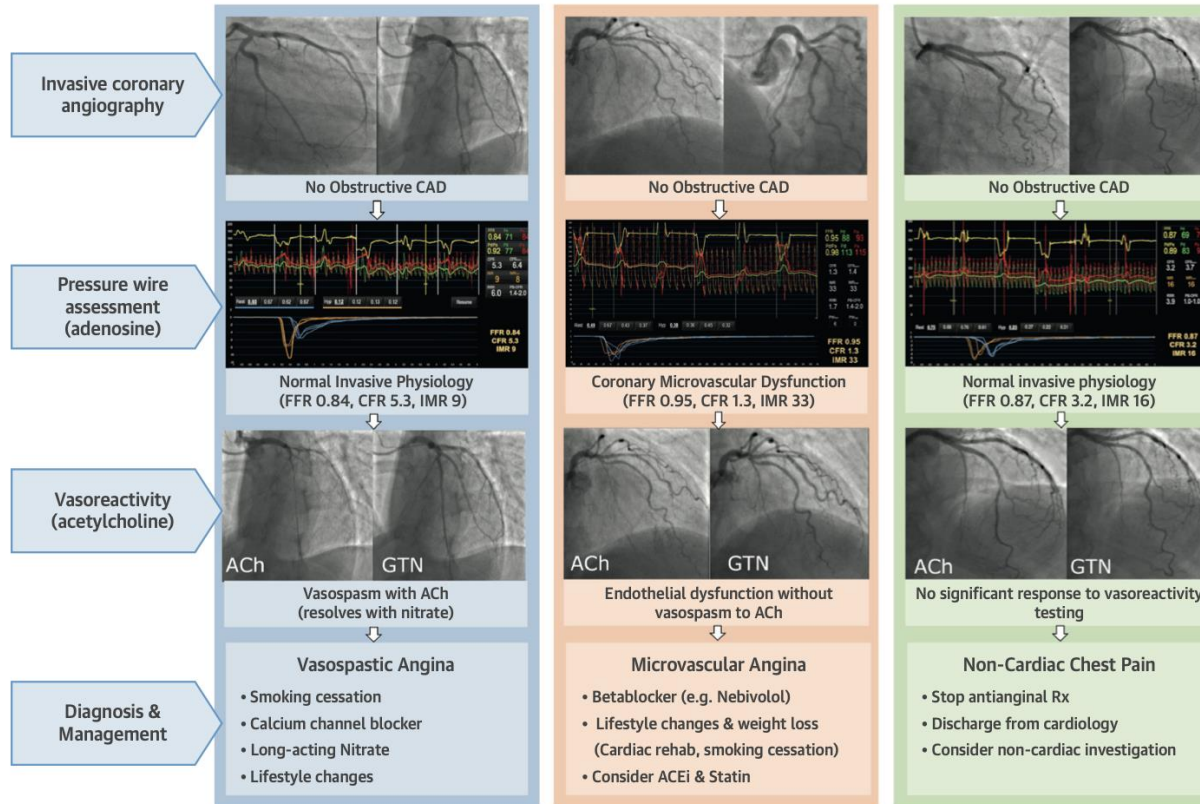 Invasive coronary
angiography
No Obstructive CAD
No Obstructive CAD
No Obstructive CAD
Pressure wire
assessment
(adenosine)
FFR 0.84
CFR 5.3
IMR 9
FFR 0.95
CFR 1.3
IMR 33
FFR 0.87
CFR 3.2
IMR 16
Normal Invasive Physiology
(FFR 0.84, CFR 5.3, IMR 9)
Coronary Microvascular Dysfunction
(FFR 0.95, CFR 1.3, IMR 33)
Normal invasive physiology
(FFR 0.87, CFR 3.2, IMR 16)
Vasoreactivity
(acetylcholine)
ACh
GTN
ACh
GTN
ACh
GTN
Vasospasm with ACh
(resolves with nitrate)
Endothelial dysfunction without
vasospasm to ACh
No significant response to vasoreactivity
testing
Diagnosis &
Management
Vasospastic Angina
• Smoking cessation
• Calcium channel blocker
• Long-acting Nitrate
• Lifestyle changes
Microvascular Angina
• Betablocker (e.g. Nebivolol)
• Lifestyle changes & weight loss
(Cardiac rehab, smoking cessation)
• Consider ACEi & Statin
Non-Cardiac Chest Pain
• Stop antianginal Rx
• Discharge from cardiology
• Consider non-cardiac investigation